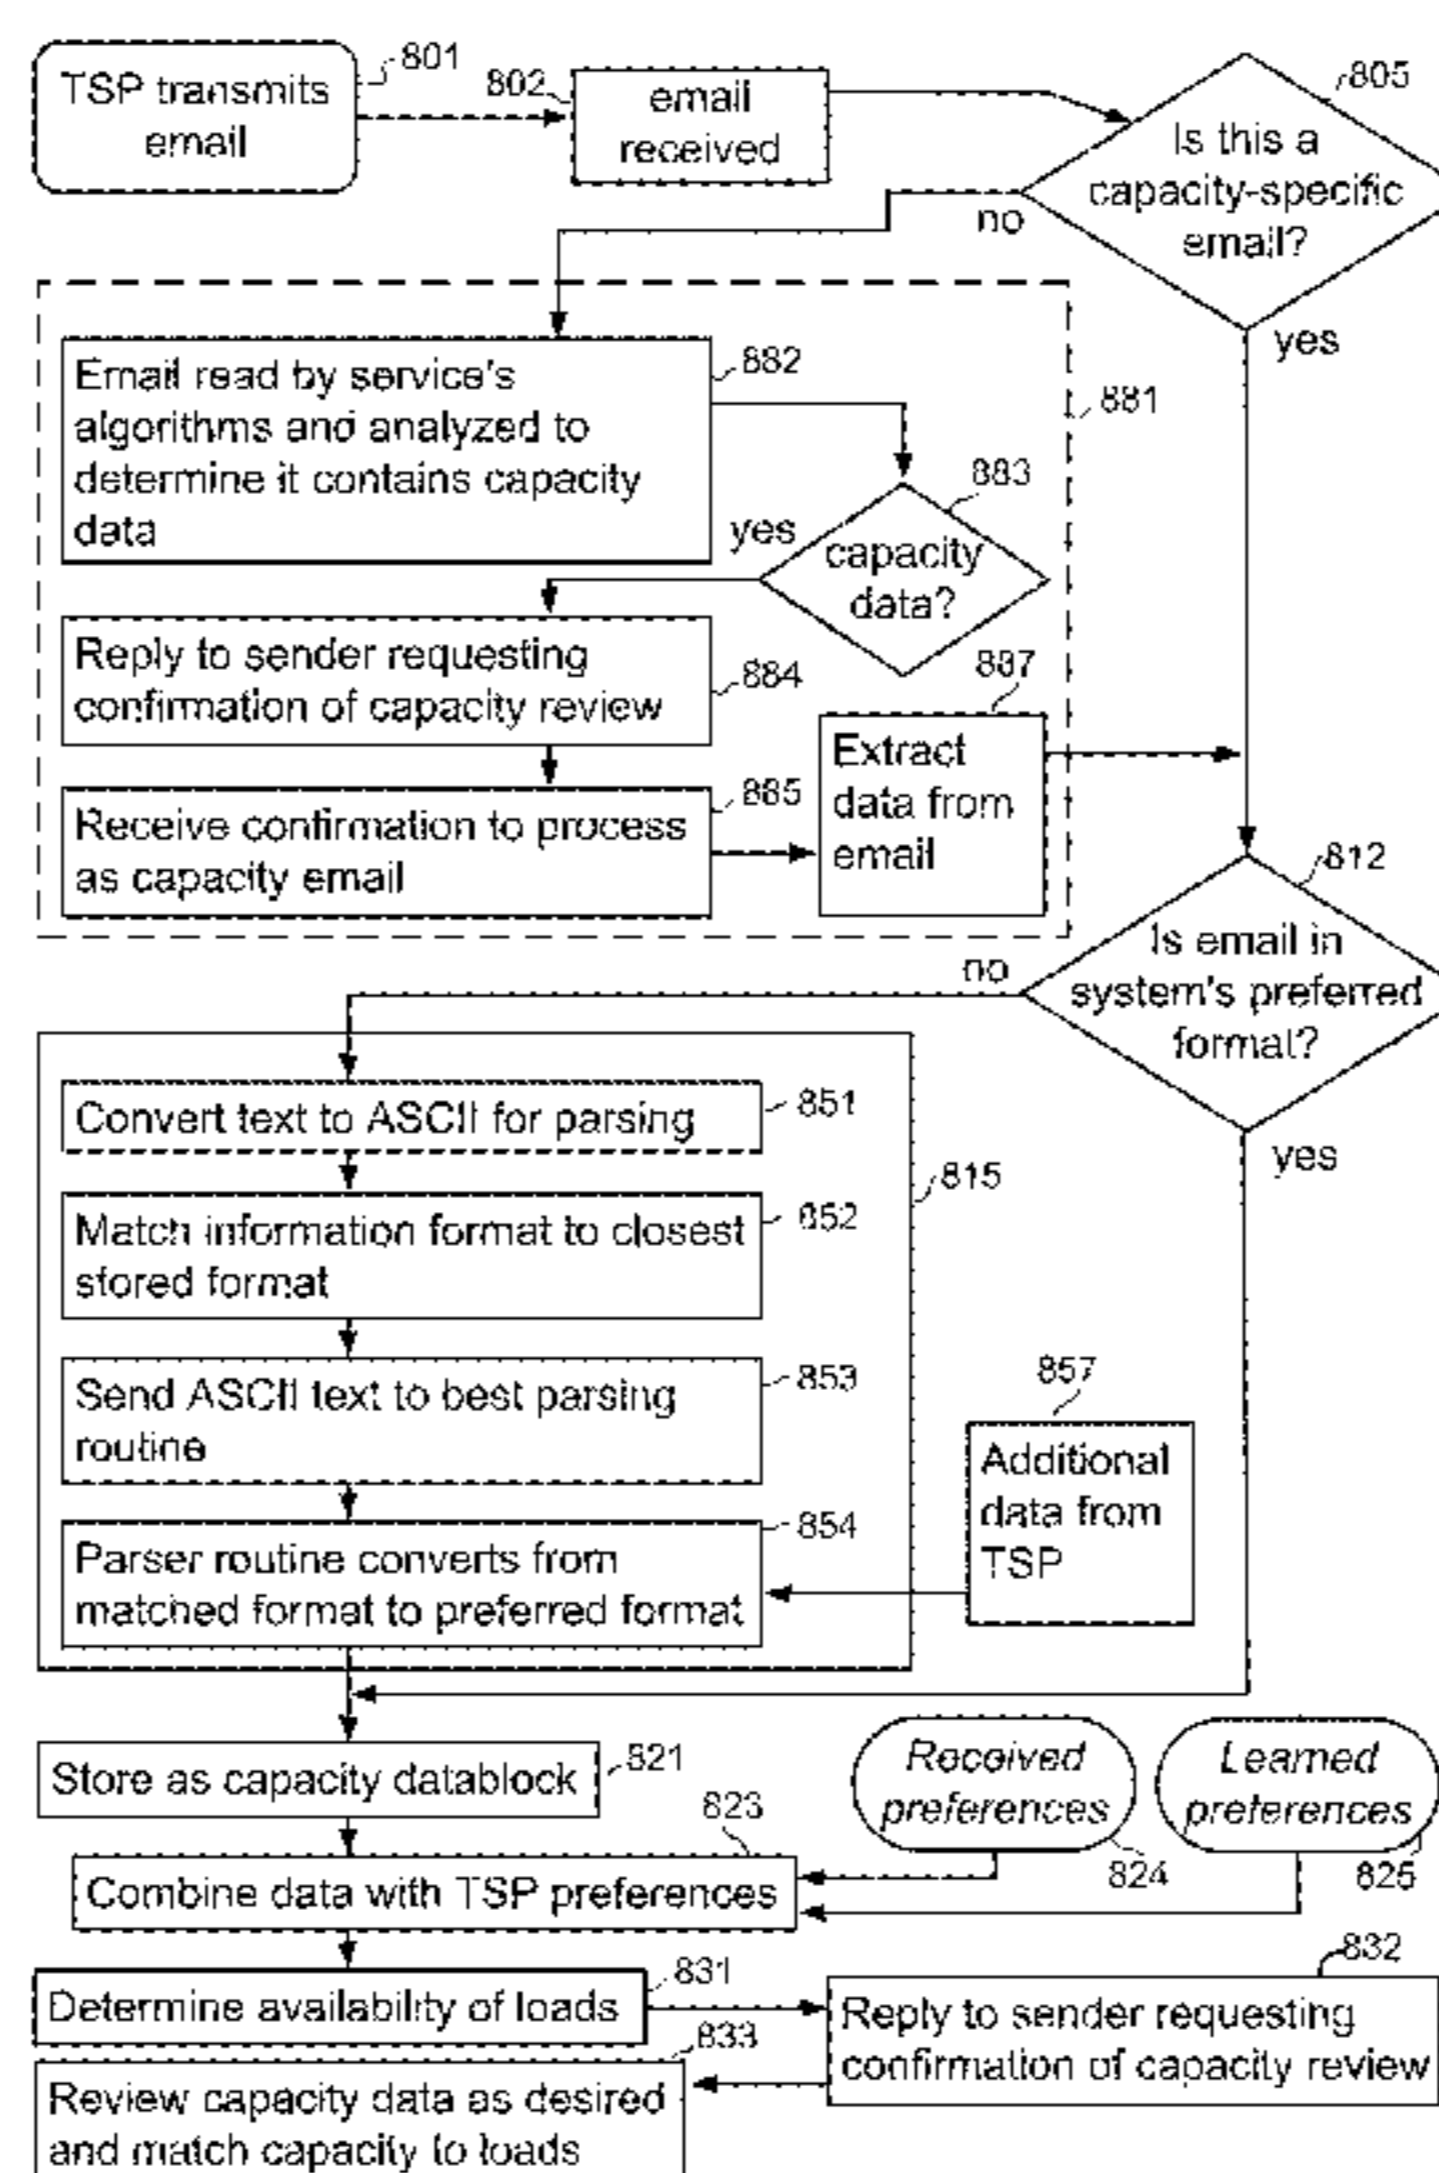 TSP transmits
email
801
802
email
received
805
Is this a
capacity-specific
email?
no
yes
Email read by service's
algorithms and analyzed to
determine it contains capacity
data
882
881
883
capacity
data?
yes
Reply to sender requesting
confirmation of capacity review
884
887
Extract
data from
email
Receive confirmation to process
as capacity email
885
812
Is email in
system's preferred
format?
no
yes
Convert text to ASCII for parsing
851
815
Match information format to closest
stored format
852
Send ASCII text to best parsing
routine
853
857
Additional
data from
TSP
Parser routine converts from
matched format to preferred format
854
Store as capacity datablock
821
Received
preferences
824
Learned
preferences
825
823
Combine data with TSP preferences
Determine availability of loads
831
832
Reply to sender requesting
confirmation of capacity review
833
Review capacity data as desired
and match capacity to loads